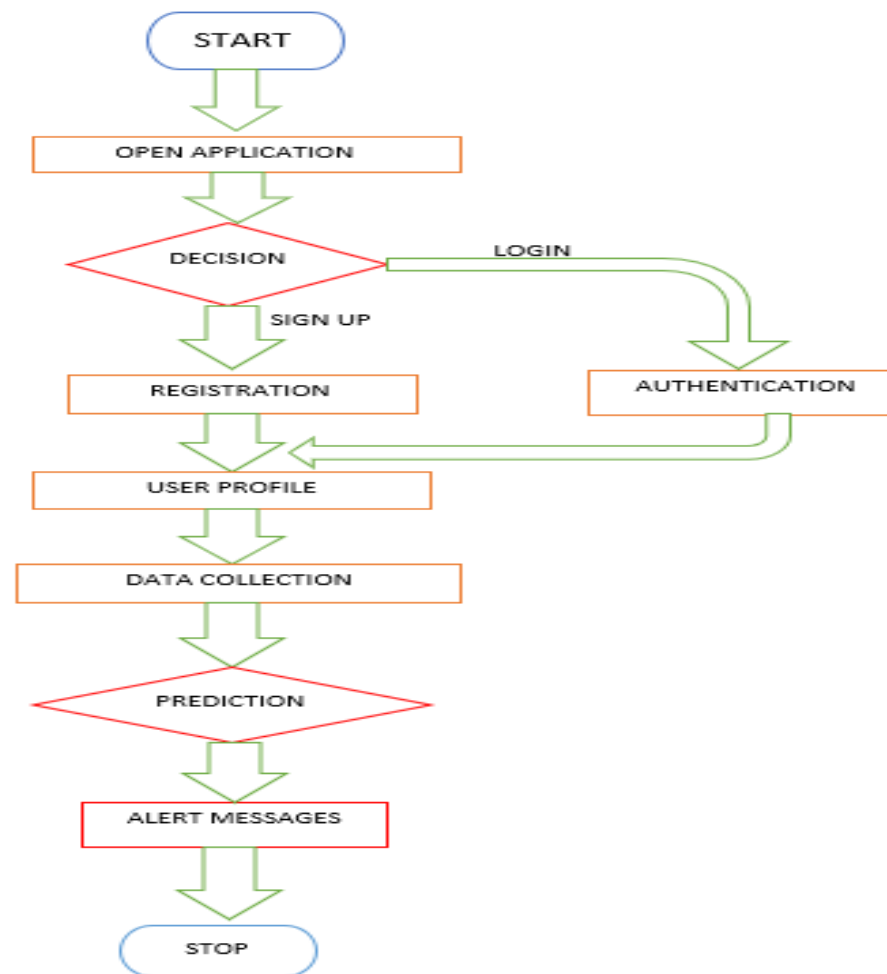 START
OPEN APPLICATION
DECISION
LOGIN
SIGN UP
REGISTRATION
AUTHENTICATION
USER PROFILE
DATA COLLECTION
PREDICTION
ALERT MESSAGES
STOP